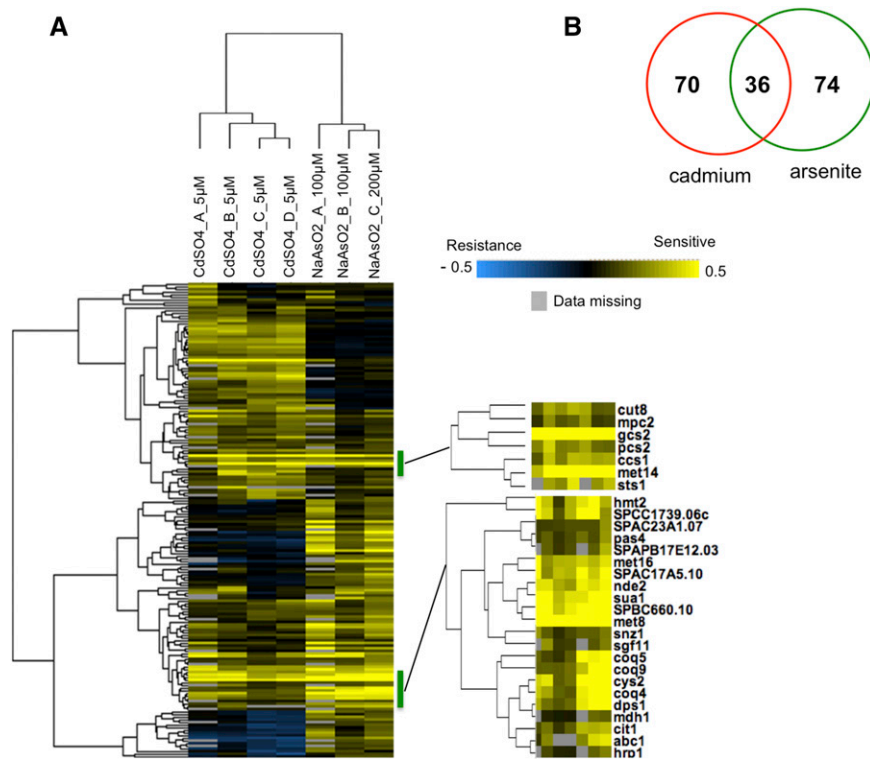 A
B
70
36
74
cadmium
arsenite
CdSO4_A_5µM
CdSO4_B_5µM
CdSO4_C_5µM
CdSO4_D_5µM
NaAsO2_A_100µM
NaAsO2_B_100µM
NaAsO2_C_200µM
Resistance
Sensitive
- 0.5
0.5
Data missing
cut8
mpc2
gcs2
pcs2
ccs1
met14
sts1
hmt2
SPCC1739.06c
SPAC23A1.07
pas4
SPAPB17E12.03
met16
SPAC17A5.10
nde2
sua1
SPBC660.10
met8
snz1
sgf11
coq5
coq9
cys2
coq4
dps1
mdh1
cit1
abc1
hrp1